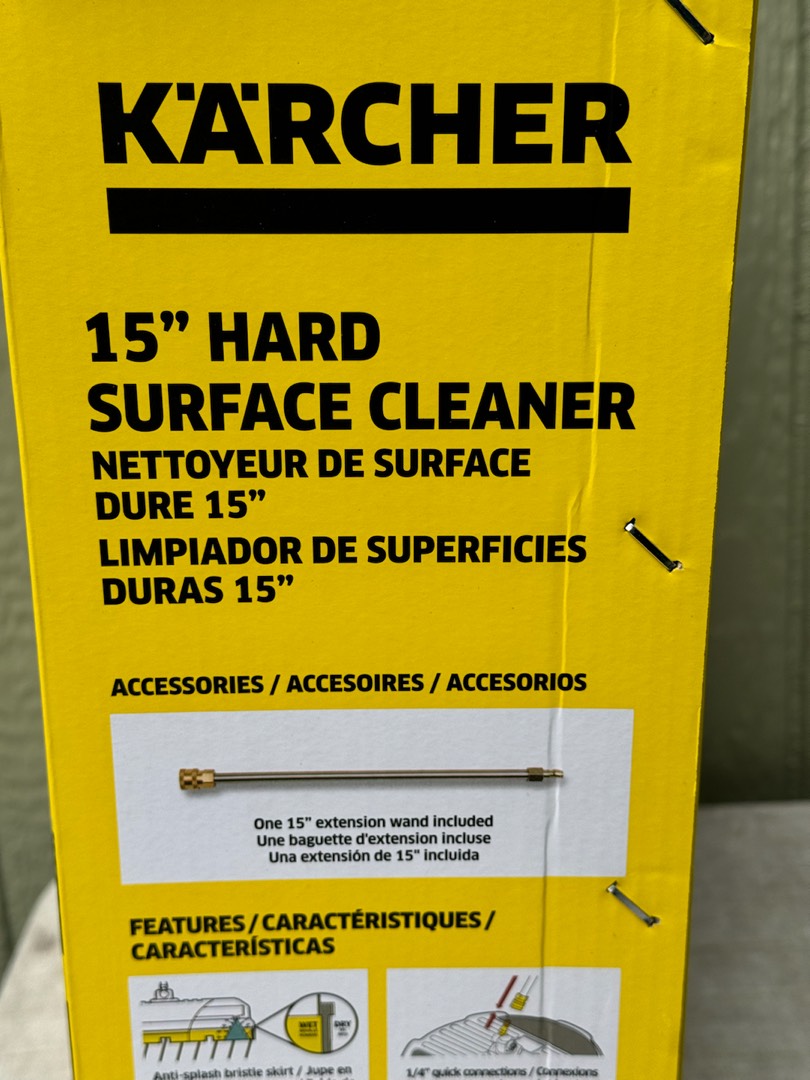 KÄRCHER
15” HARD
SURFACE CLEANER
NETTOYEUR DE SURFACE
DURE 15”
LIMPIADOR DE SUPERFICIES
DURAS 15”
ACCESSORIES / ACCESOIRES / ACCESORIOS
One 15" extension wand included
Une baguette d'extension incluse
Una extensión de 15" incluida
FEATURES / CARACTÉRISTIQUES /
CARACTERÍSTICAS
WET
DRY
Anti-splash bristle skirt / Jupe en
1/4" quick connections / Connexions